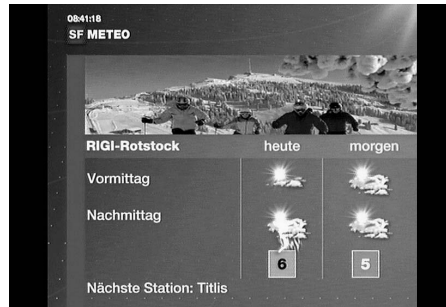 08:41:18
SF METEO
RIGI-Rotstock heute morgen
Vormittag
Nachmittag
6 5
Nächste Station: Titlis